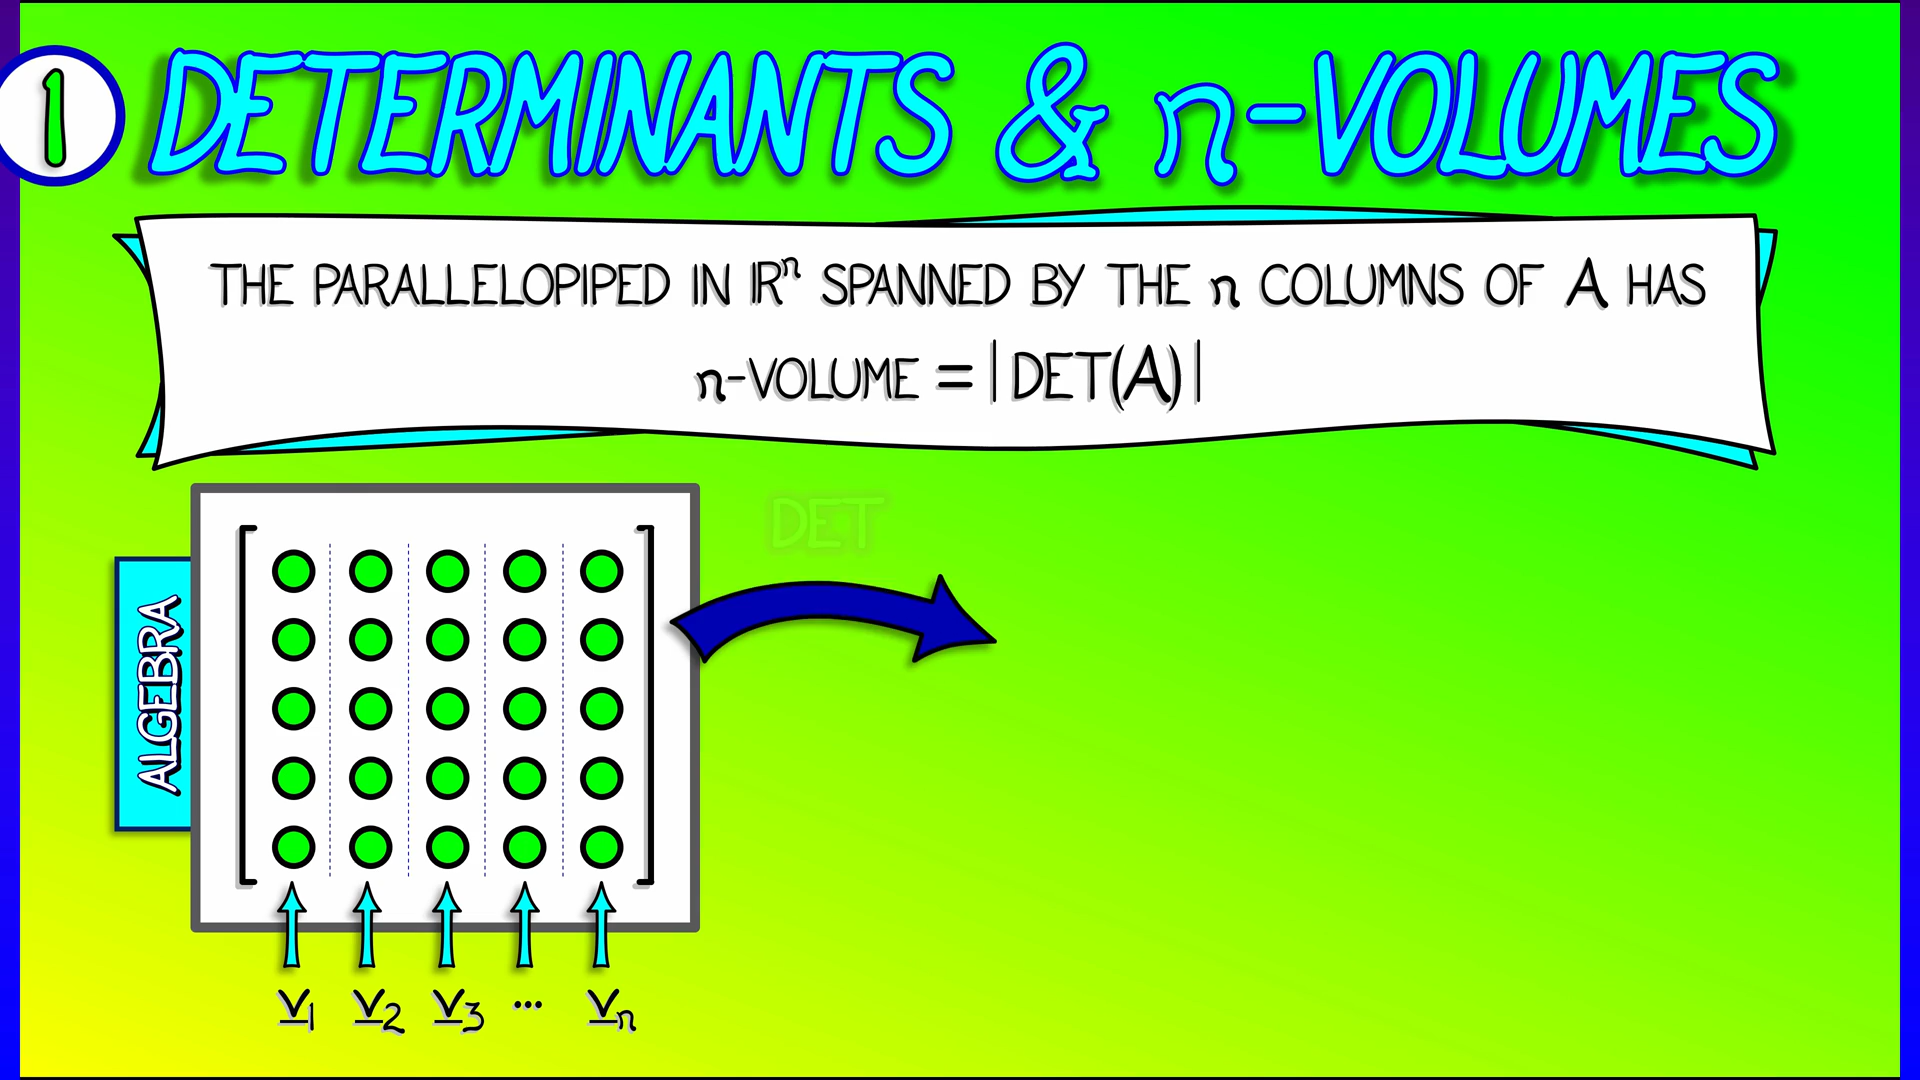 1 DETERMINANTS & n-VOLUMES
THE PARALLELOPIPED IN ℝⁿ SPANNED BY THE n COLUMNS OF A HAS
n-VOLUME = |DET(A)|
DET
ALGEBRA
v₁ v₂ v₃ ... vₙ